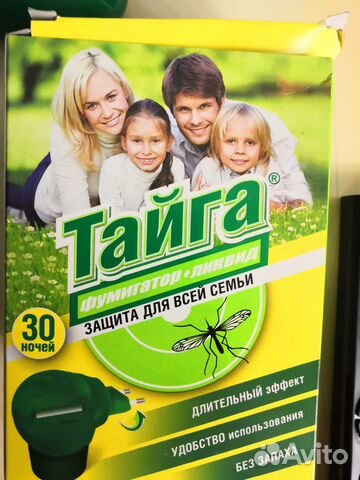 Тайга®
фумигатор+ликвид
ЗАЩИТА ДЛЯ ВСЕЙ СЕМЬИ
30
ночей
ДЛИТЕЛЬНЫЙ эффект
УДОБСТВО использования
БЕЗ ЗАПАХА
Avito